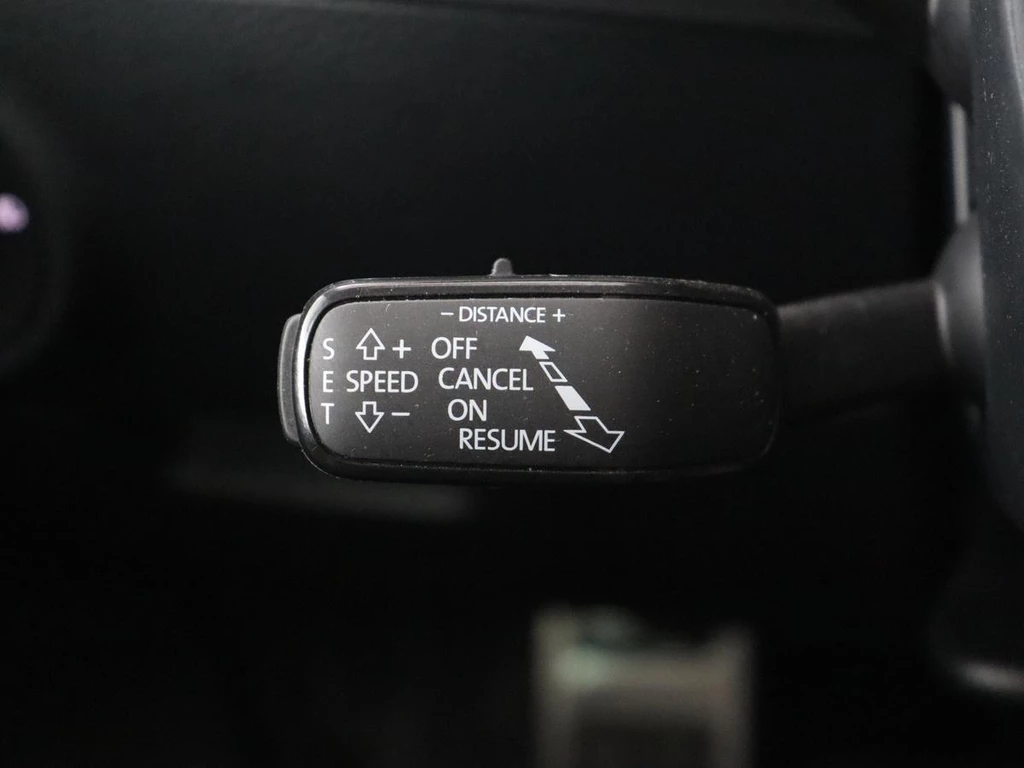 − DISTANCE +
S + OFF
E SPEED CANCEL
T − ON
RESUME